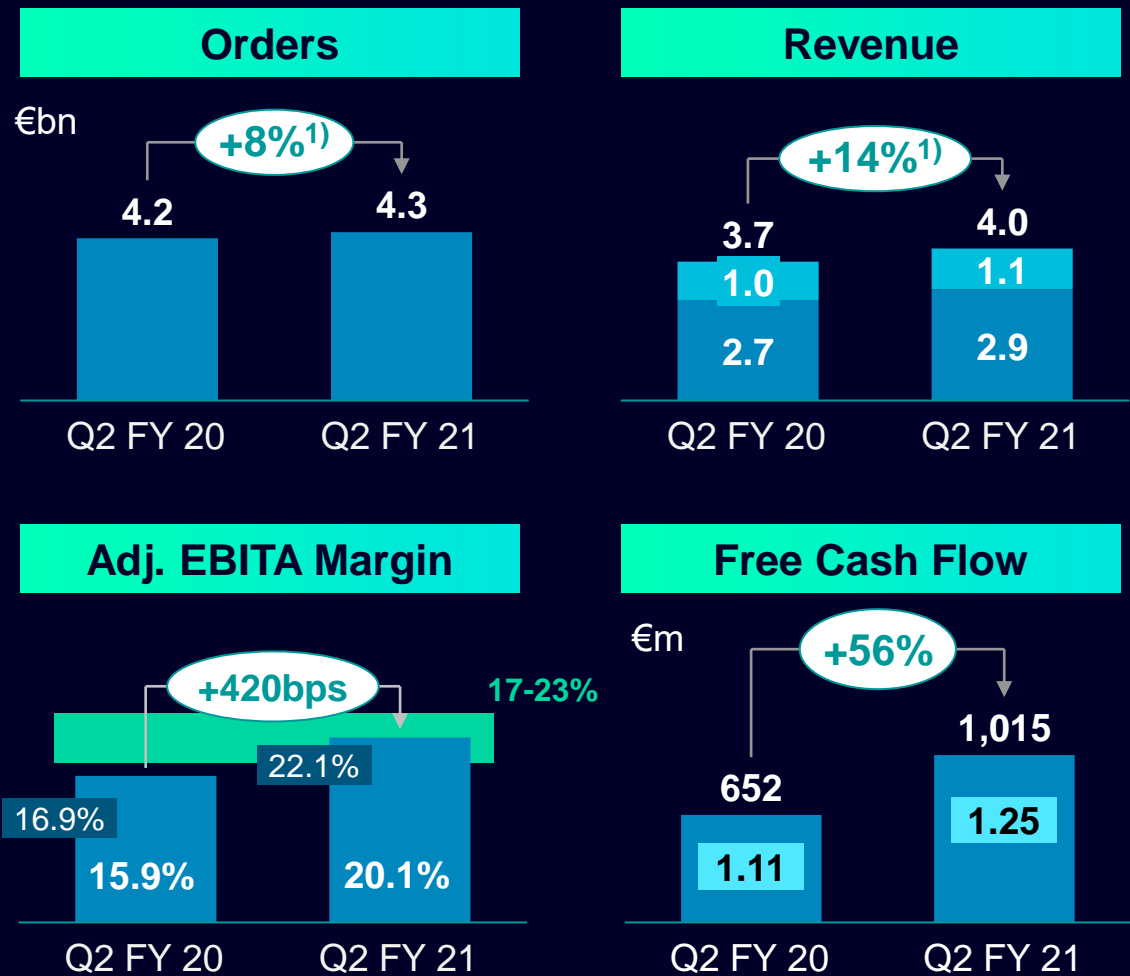 Orders
€bn
+8%1)
4.2
4.3
Q2 FY 20
Q2 FY 21
Revenue
+14%1)
3.7
4.0
1.0
1.1
2.7
2.9
Q2 FY 20
Q2 FY 21
Adj. EBITA Margin
+420bps
17-23%
22.1%
16.9%
15.9%
20.1%
Q2 FY 20
Q2 FY 21
Free Cash Flow
€m
+56%
652
1,015
1.11
1.25
Q2 FY 20
Q2 FY 21